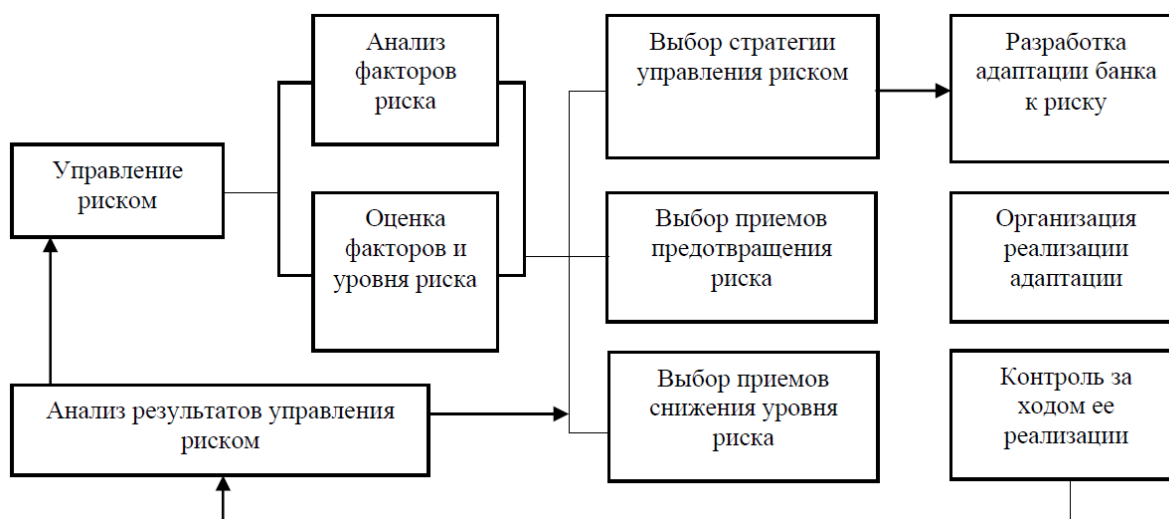 Анализ
факторов
риска
Выбор стратегии
управления риском
Разработка
адаптации банка
к риску
Управление
риском
Оценка
факторов и
уровня риска
Выбор приемов
предотвращения
риска
Организация
реализации
адаптации
Анализ результатов управления
риском
Выбор приемов
снижения уровня
риска
Контроль за
ходом ее
реализации